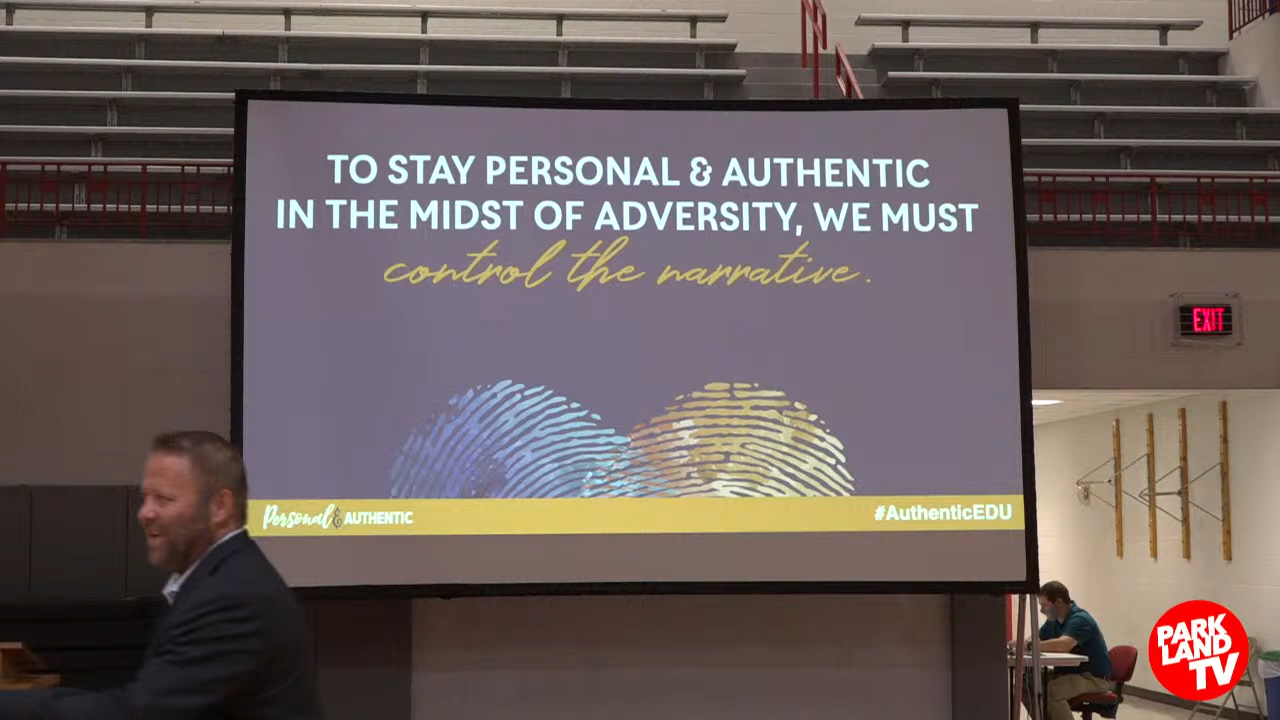 TO STAY PERSONAL & AUTHENTIC
IN THE MIDST OF ADVERSITY, WE MUST
control the narrative.
EXIT
Personal & AUTHENTIC
#AuthenticEDU
PARK
LAND
TV